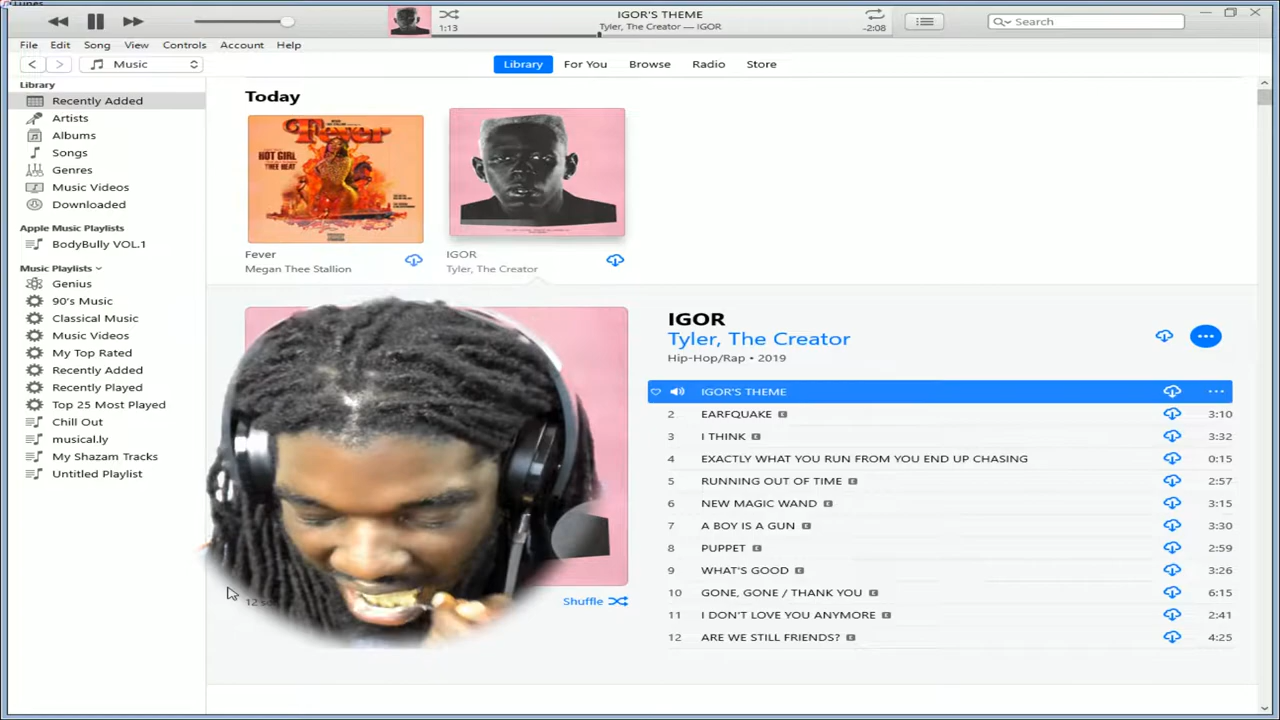 iTunes
IGOR'S THEME
Tyler, The Creator — IGOR
1:13
-2:08
Search
File Edit Song View Controls Account Help
Music
Library For You Browse Radio Store
Library
Recently Added
Artists
Albums
Songs
Genres
Music Videos
Downloaded
Apple Music Playlists
BodyBully VOL.1
Music Playlists
Genius
90's Music
Classical Music
Music Videos
My Top Rated
Recently Added
Recently Played
Top 25 Most Played
Chill Out
musical.ly
My Shazam Tracks
Untitled Playlist
Today
Fever
HOT GIRL
Fever
Megan Thee Stallion
IGOR
Tyler, The Creator
IGOR
Tyler, The Creator
Hip-Hop/Rap • 2019
IGOR'S THEME
2 EARFQUAKE E 3:10
3 I THINK E 3:32
4 EXACTLY WHAT YOU RUN FROM YOU END UP CHASING 0:15
5 RUNNING OUT OF TIME E 2:57
6 NEW MAGIC WAND E 3:15
7 A BOY IS A GUN E 3:30
8 PUPPET E 2:59
9 WHAT'S GOOD E 3:26
10 GONE, GONE / THANK YOU E 6:15
11 I DON'T LOVE YOU ANYMORE E 2:41
12 ARE WE STILL FRIENDS? E 4:25
12
Shuffle